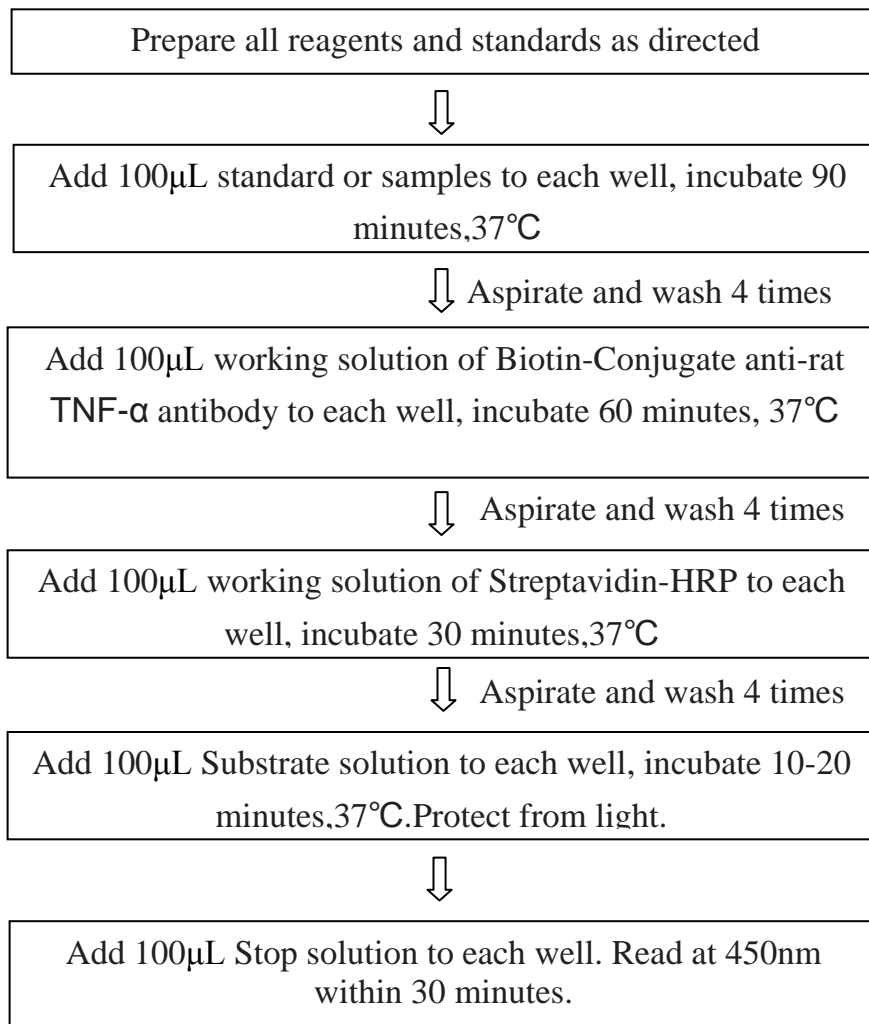 Prepare all reagents and standards as directed
Add 100μL standard or samples to each well, incubate 90
minutes,37℃
Aspirate and wash 4 times
Add 100μL working solution of Biotin-Conjugate anti-rat
TNF-α antibody to each well, incubate 60 minutes, 37℃
Aspirate and wash 4 times
Add 100μL working solution of Streptavidin-HRP to each
well, incubate 30 minutes,37℃
Aspirate and wash 4 times
Add 100μL Substrate solution to each well, incubate 10-20
minutes,37℃.Protect from light.
Add 100μL Stop solution to each well. Read at 450nm
within 30 minutes.